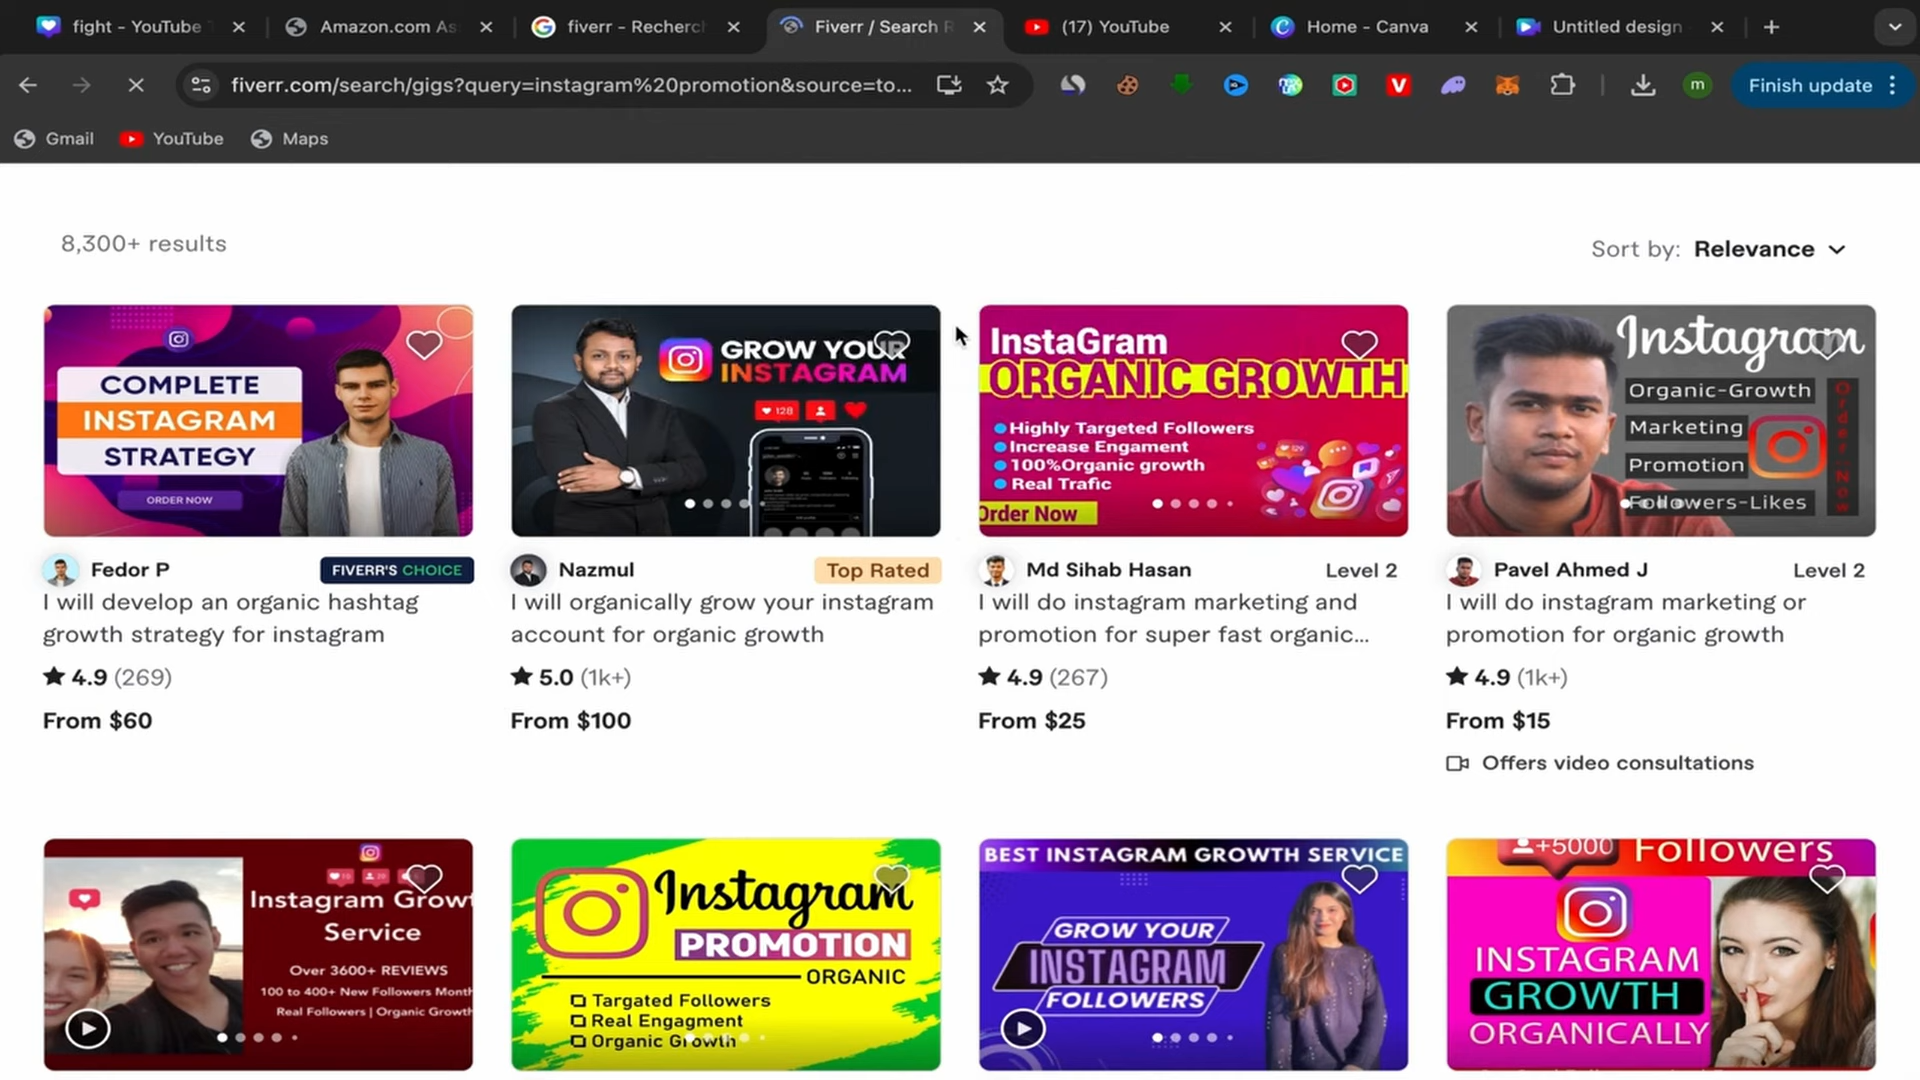 fight - YouTube
Amazon.com As
fiverr - Recherch
Fiverr / Search R
(17) YouTube
Home - Canva
Untitled design
fiverr.com/search/gigs?query=instagram%20promotion&source=to...
m
Finish update
Gmail
YouTube
Maps
8,300+ results
Sort by: Relevance
COMPLETE
INSTAGRAM
STRATEGY
ORDER NOW
GROW YOUR
INSTAGRAM
128
InstaGram
ORGANIC GROWTH
Highly Targeted Followers
Increase Engament
100%Organic growth
Real Trafic
Order Now
Instagram
Organic-Growth
Marketing
Promotion
Followers-Likes
Order Now
Fedor P
FIVERR'S CHOICE
I will develop an organic hashtag
growth strategy for instagram
4.9 (269)
From $60
Nazmul
Top Rated
I will organically grow your instagram
account for organic growth
5.0 (1k+)
From $100
Md Sihab Hasan
Level 2
I will do instagram marketing and
promotion for super fast organic...
4.9 (267)
From $25
Pavel Ahmed J
Level 2
I will do instagram marketing or
promotion for organic growth
4.9 (1k+)
From $15
Offers video consultations
Instagram Growt
Service
Over 3600+ REVIEWS
100 to 400+ New Followers Month
Real Followers | Organic Growth
Instagram
PROMOTION
ORGANIC
Targated Followers
Real Engagment
Organic Growth
BEST INSTAGRAM GROWTH SERVICE
GROW YOUR
INSTAGRAM
FOLLOWERS
+5000 Followers
INSTAGRAM
GROWTH
ORGANICALLY